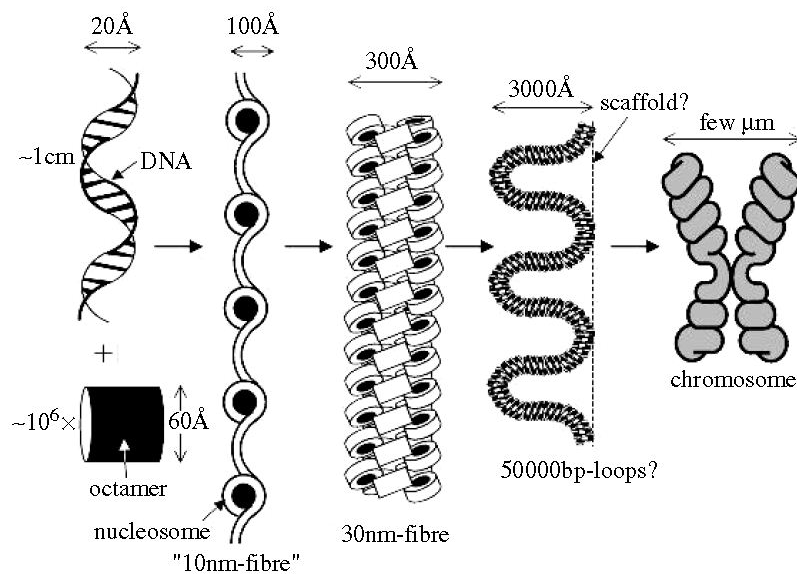 20Å
100Å
300Å
3000Å
scaffold?
few µm
~1cm
DNA
+
~10⁶×
60Å
octamer
nucleosome
"10nm-fibre"
30nm-fibre
50000bp-loops?
chromosome